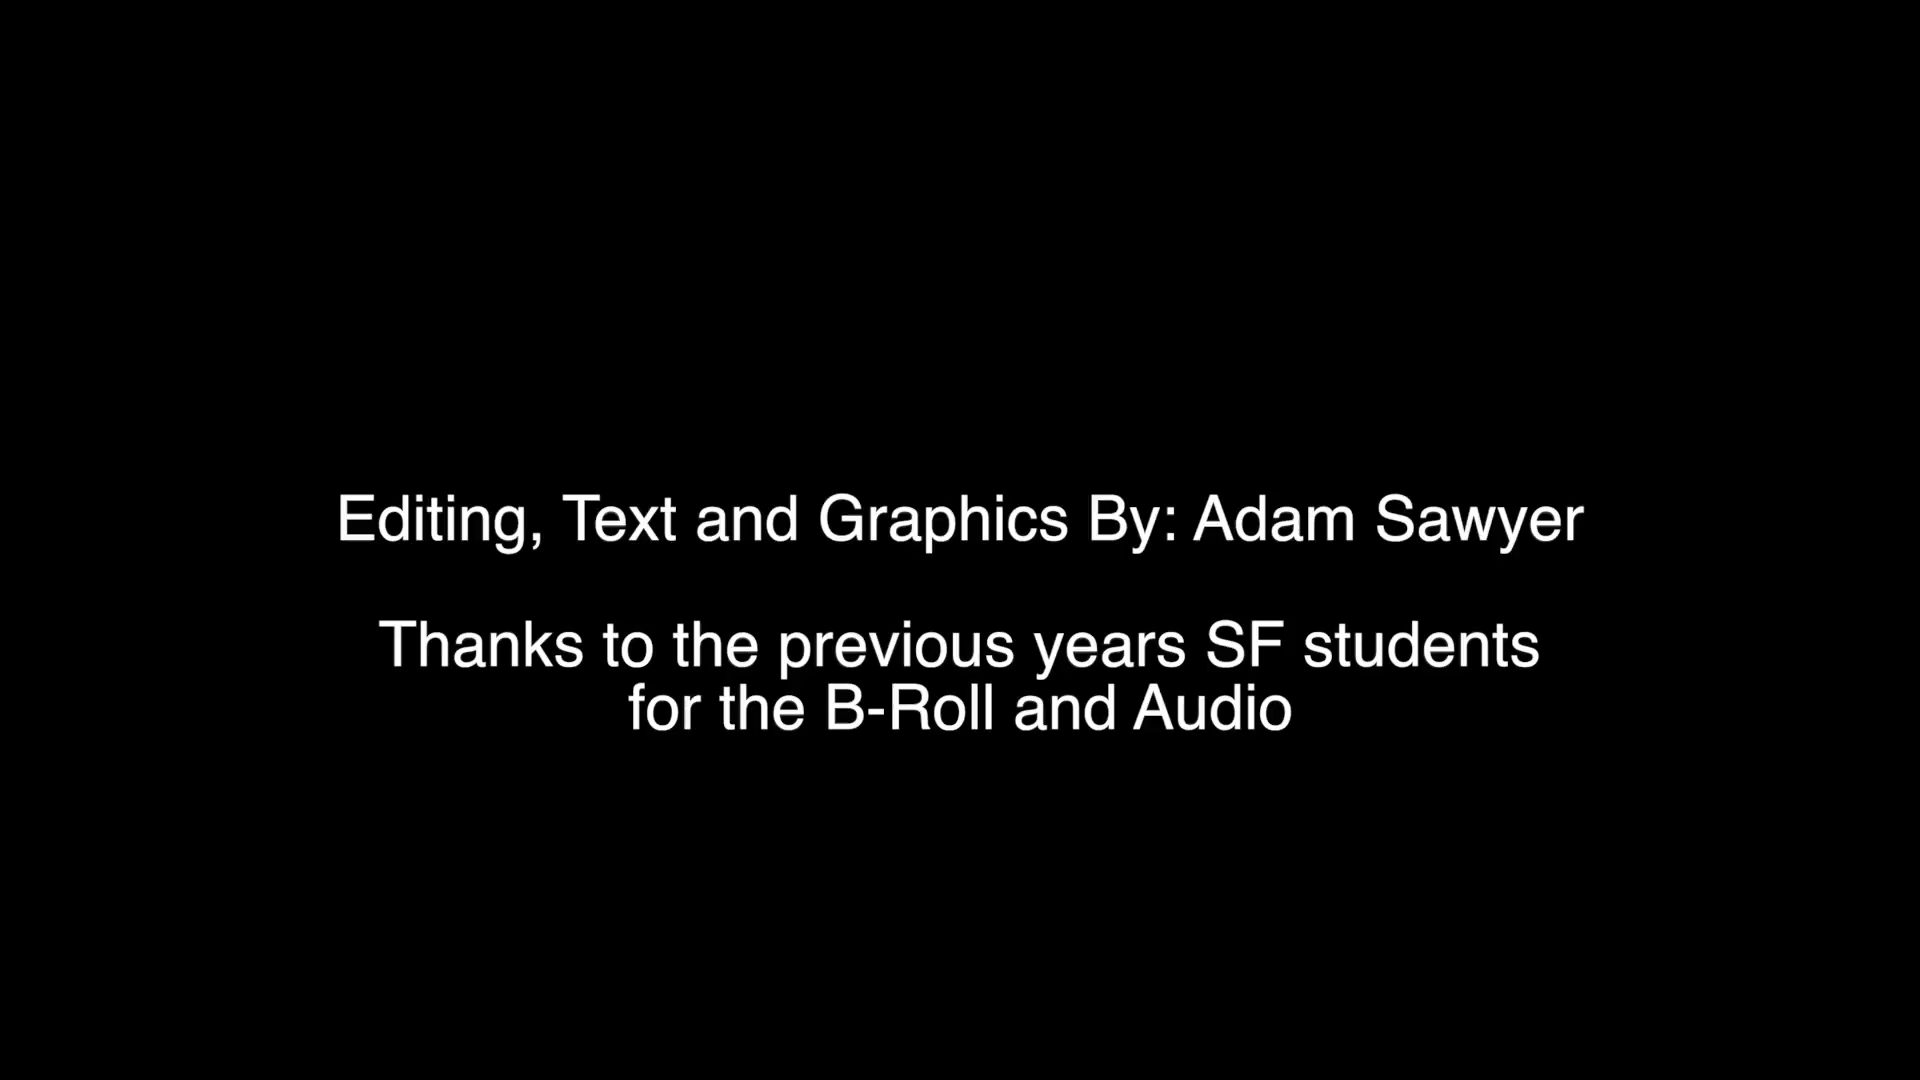 Editing, Text and Graphics By: Adam Sawyer
Thanks to the previous years SF students
for the B-Roll and Audio